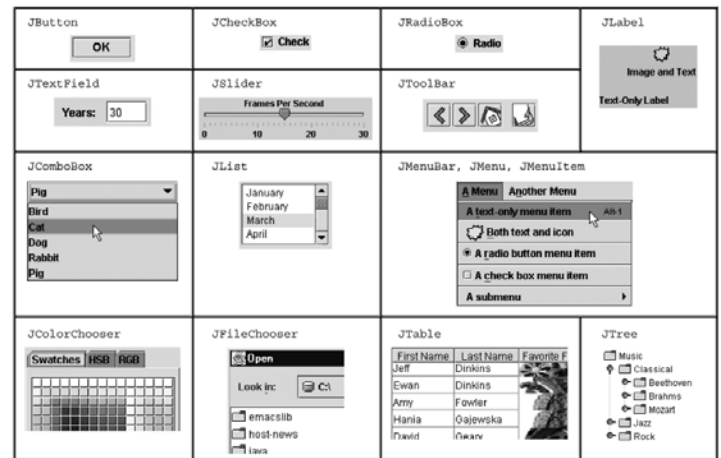 JButton
OK
JCheckBox
Check
JRadioBox
Radio
JLabel
Image and Text
Text-Only Label
JTextField
Years: 30
JSlider
Frames Per Second
0 10 20 30
JToolBar
JComboBox
Pig
Bird
Cat
Dog
Rabbit
Pig
JList
January
February
March
April
JMenuBar, JMenu, JMenuItem
A Menu Another Menu
A text-only menu item Alt-1
Both text and icon
A radio button menu item
A check box menu item
A submenu
JColorChooser
Swatches HSB RGB
JFileChooser
Open
Look in: C:\
emacslib
host-news
java
JTable
First Name Last Name Favorite F
Jeff Dinkins
Ewan Dinkins
Amy Fowler
Hania Gajewska
David Geary
JTree
Music
Classical
Beethoven
Brahms
Mozart
Jazz
Rock